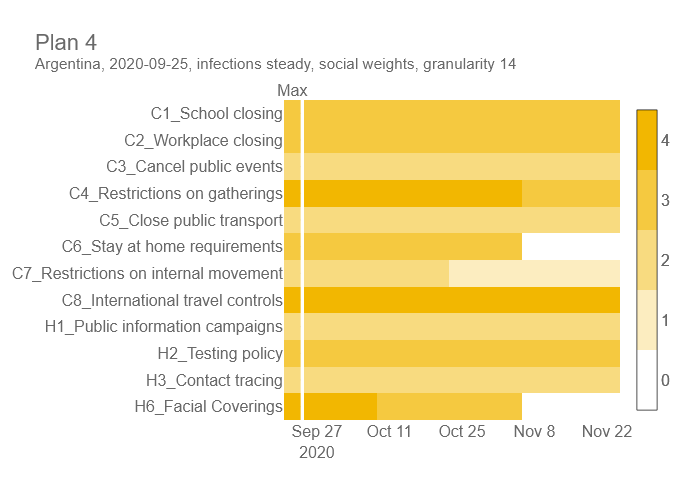 Plan 4
Argentina, 2020-09-25, infections steady, social weights, granularity 14
Max
C1_School closing
C2_Workplace closing
C3_Cancel public events
C4_Restrictions on gatherings
C5_Close public transport
C6_Stay at home requirements
C7_Restrictions on internal movement
C8_International travel controls
H1_Public information campaigns
H2_Testing policy
H3_Contact tracing
H6_Facial Coverings
Sep 27 Oct 11 Oct 25 Nov 8 Nov 22
2020
4
3
2
1
0